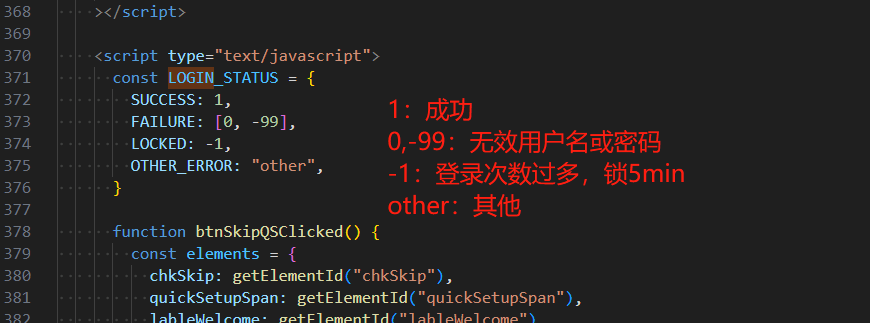 368 ></script>
369
370 <script type="text/javascript">
371 const LOGIN_STATUS = {
372 SUCCESS: 1,
373 FAILURE: [0, -99],
374 LOCKED: -1,
375 OTHER_ERROR: "other",
376 }
377
378 function btnSkipQSClicked() {
379 const elements = {
380 chkSkip: getElementId("chkSkip"),
381 quickSetupSpan: getElementId("quickSetupSpan"),
382 lableWelcome: getElementId("lableWelcome")
1：成功
0,-99：无效用户名或密码
-1：登录次数过多，锁5min
other：其他